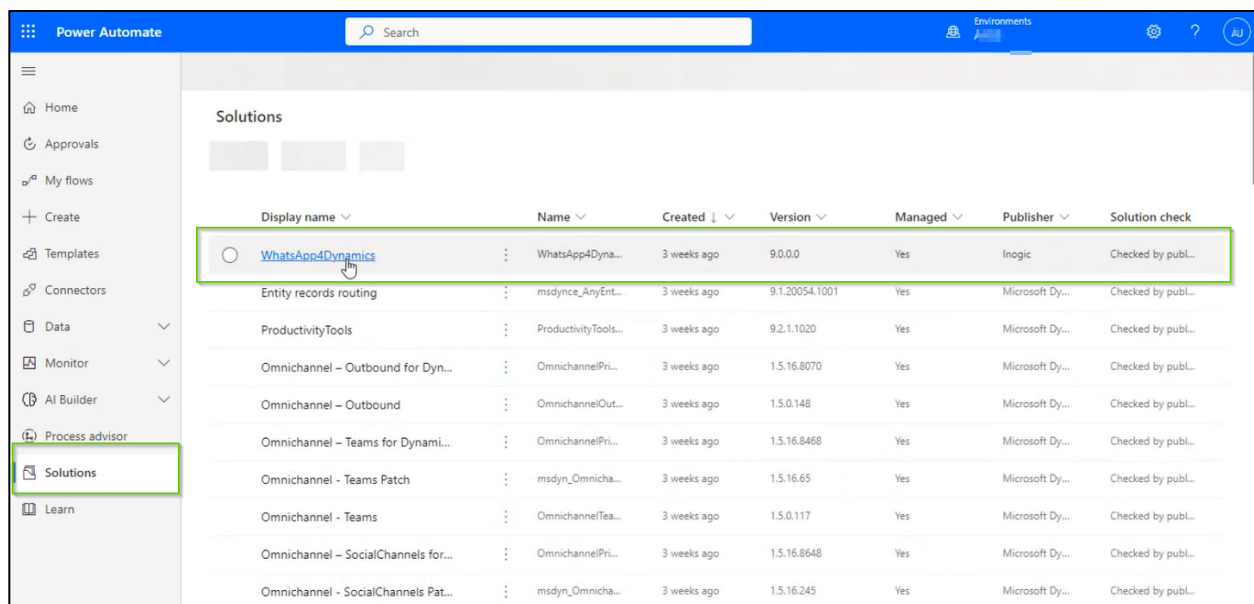 Power Automate
Search
Environments
AU
Home
Approvals
My flows
Create
Templates
Connectors
Data
Monitor
AI Builder
Process advisor
Solutions
Learn
Solutions
Display name Name Created Version Managed Publisher Solution check
WhatsApp4Dynamics WhatsApp4Dyna... 3 weeks ago 9.0.0.0 Yes Inogic Checked by publ...
Entity records routing msdynce_AnyEnt... 3 weeks ago 9.1.20054.1001 Yes Microsoft Dy... Checked by publ...
ProductivityTools ProductivityTools... 3 weeks ago 9.2.1.1020 Yes Microsoft Dy... Checked by publ...
Omnichannel – Outbound for Dyn... OmnichannelPri... 3 weeks ago 1.5.16.8070 Yes Microsoft Dy... Checked by publ...
Omnichannel – Outbound OmnichannelOut... 3 weeks ago 1.5.0.148 Yes Microsoft Dy... Checked by publ...
Omnichannel – Teams for Dynami... OmnichannelPri... 3 weeks ago 1.5.16.8468 Yes Microsoft Dy... Checked by publ...
Omnichannel - Teams Patch msdyn_Omnicha... 3 weeks ago 1.5.16.65 Yes Microsoft Dy... Checked by publ...
Omnichannel - Teams OmnichannelTea... 3 weeks ago 1.5.0.117 Yes Microsoft Dy... Checked by publ...
Omnichannel – SocialChannels for... OmnichannelPri... 3 weeks ago 1.5.16.8648 Yes Microsoft Dy... Checked by publ...
Omnichannel - SocialChannels Pat... msdyn_Omnicha... 3 weeks ago 1.5.16.245 Yes Microsoft Dy... Checked by publ...